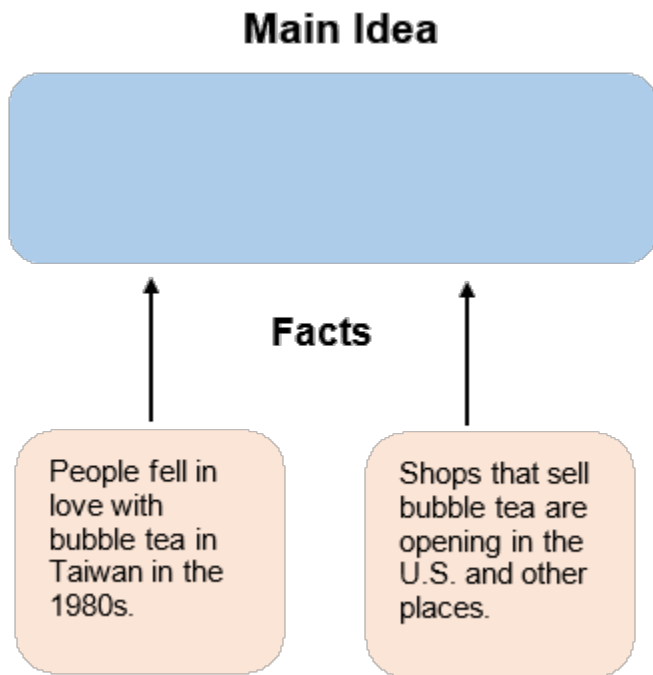 Main Idea
Facts
People fell in
love with
bubble tea in
Taiwan in the
1980s.
Shops that sell
bubble tea are
opening in the
U.S. and other
places.